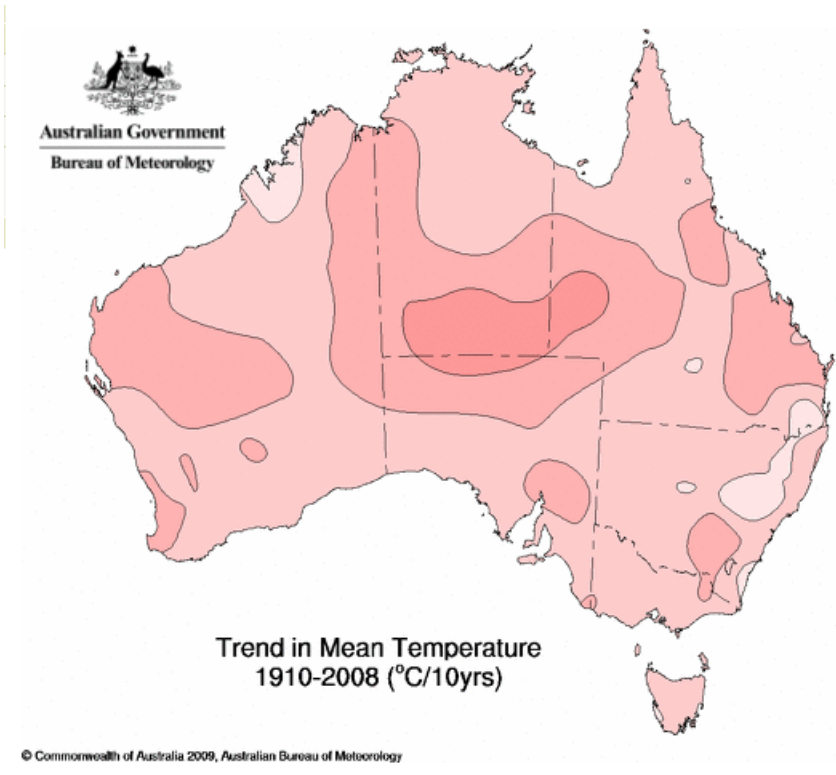 Australian Government
Bureau of Meteorology
Trend in Mean Temperature
1910-2008 (°C/10yrs)
© Commonwealth of Australia 2009, Australian Bureau of Meteorology